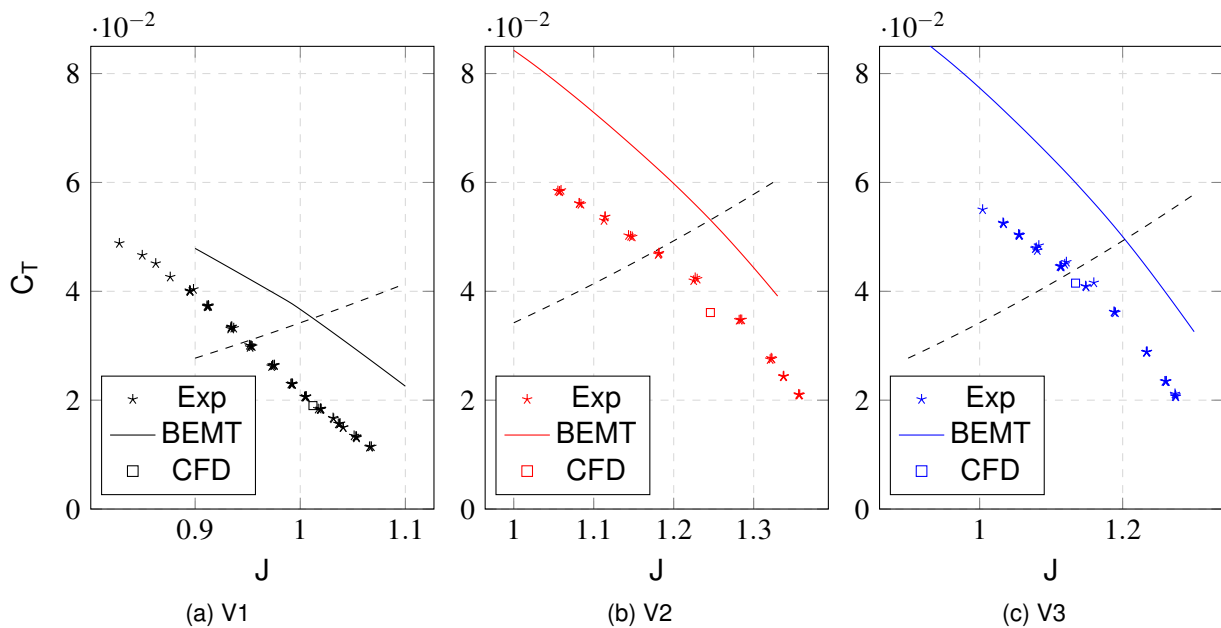 ·10⁻² ·10⁻² ·10⁻²
8 8 8
6 6 6
4 4 4
2 2 2
0 0 0
C_T
Exp Exp Exp
BEMT BEMT BEMT
CFD CFD CFD
0.9 1 1.1 1 1.1 1.2 1.3 1 1.2
J J J
(a) V1 (b) V2 (c) V3